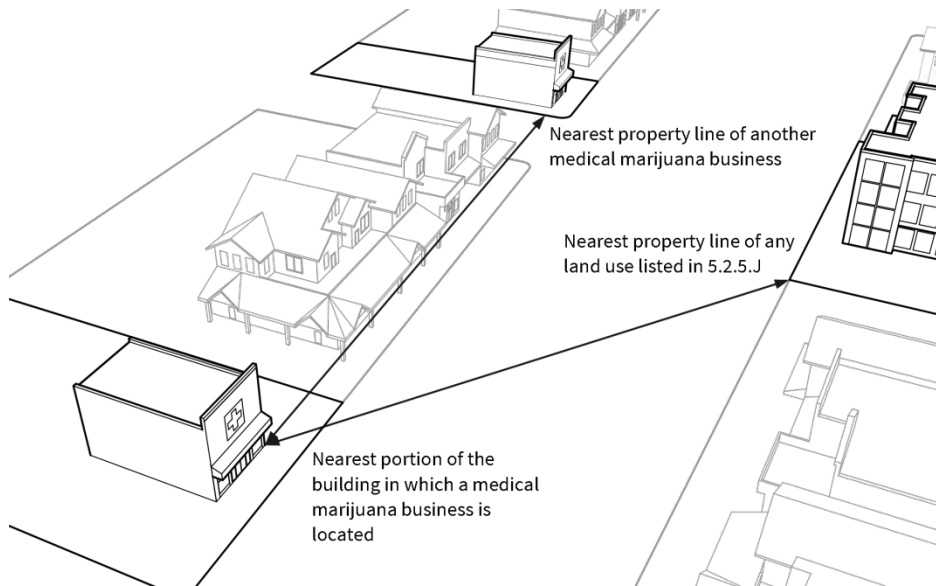 Nearest property line of another
medical marijuana business
Nearest property line of any
land use listed in 5.2.5.J
Nearest portion of the
building in which a medical
marijuana business is
located